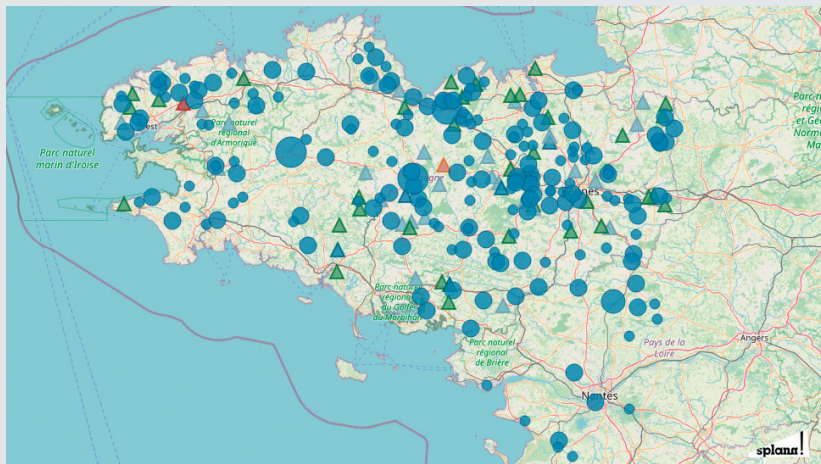 Parc naturel
régional
d'Armorique
Parc naturel
marin d'Iroise
Parc naturel
régional
du Golfe
du Morbihan
Parc naturel
régional
de Brière
Pays de la
Loire
Angers
Nantes
splann!